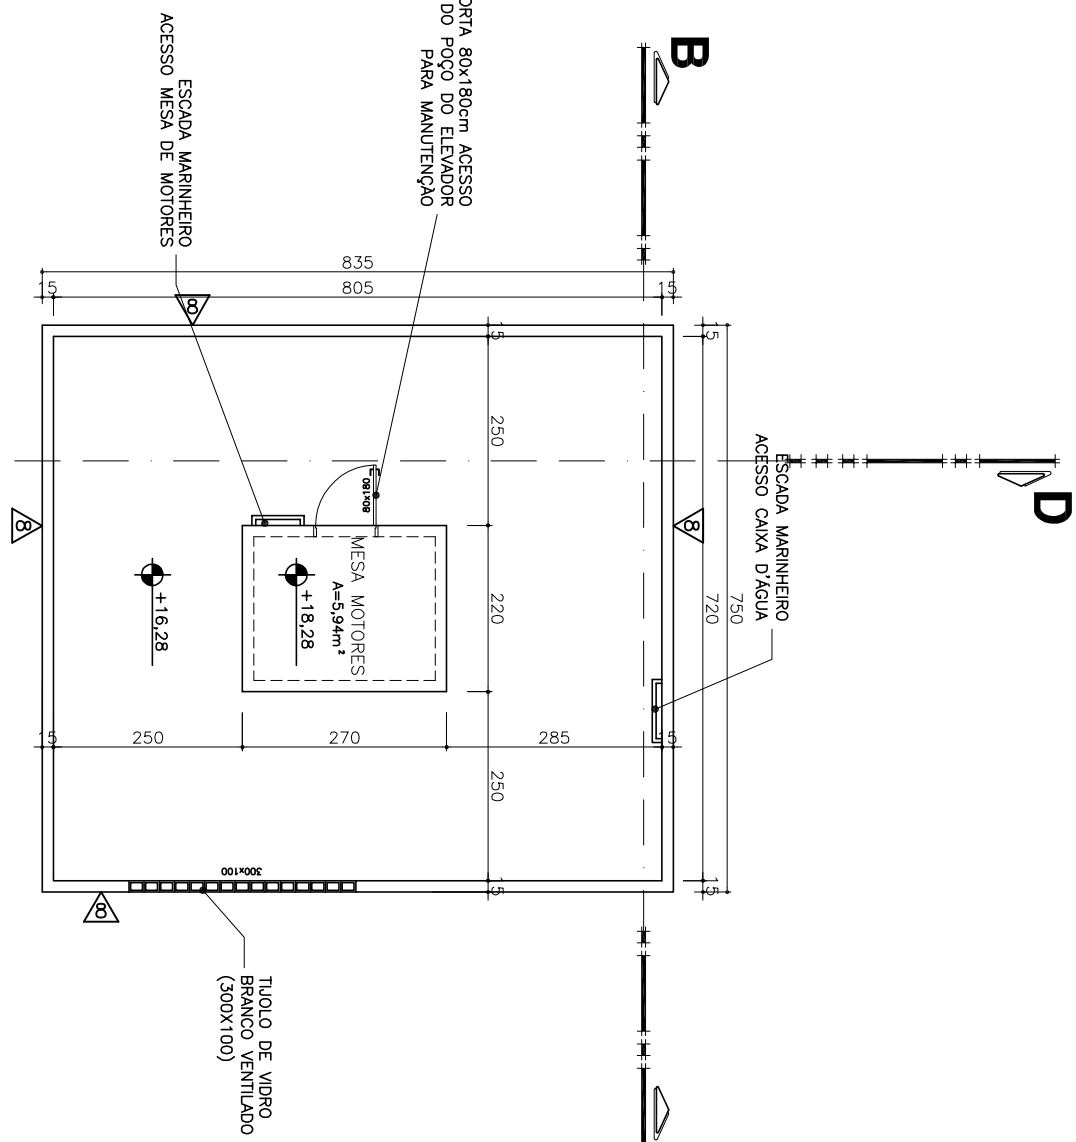 B
D
ORTA 80x180cm ACESSO
DO POÇO DO ELEVADOR
PARA MANUTENÇÃO
ESCADA MARINHEIRO
ACESSO MESA DE MOTORES
ESCADA MARINHEIRO
ACESSO CAIXA D'ÁGUA
835
15
805
15
15
250
220
250
15
750
15
720
15
80x180
MESA MOTORES
A=5,94m²
+18,28
+16,28
15
250
270
285
15
300x100
8
8
8
8
TIJOLO DE VIDRO
BRANCO VENTILADO
(300X100)